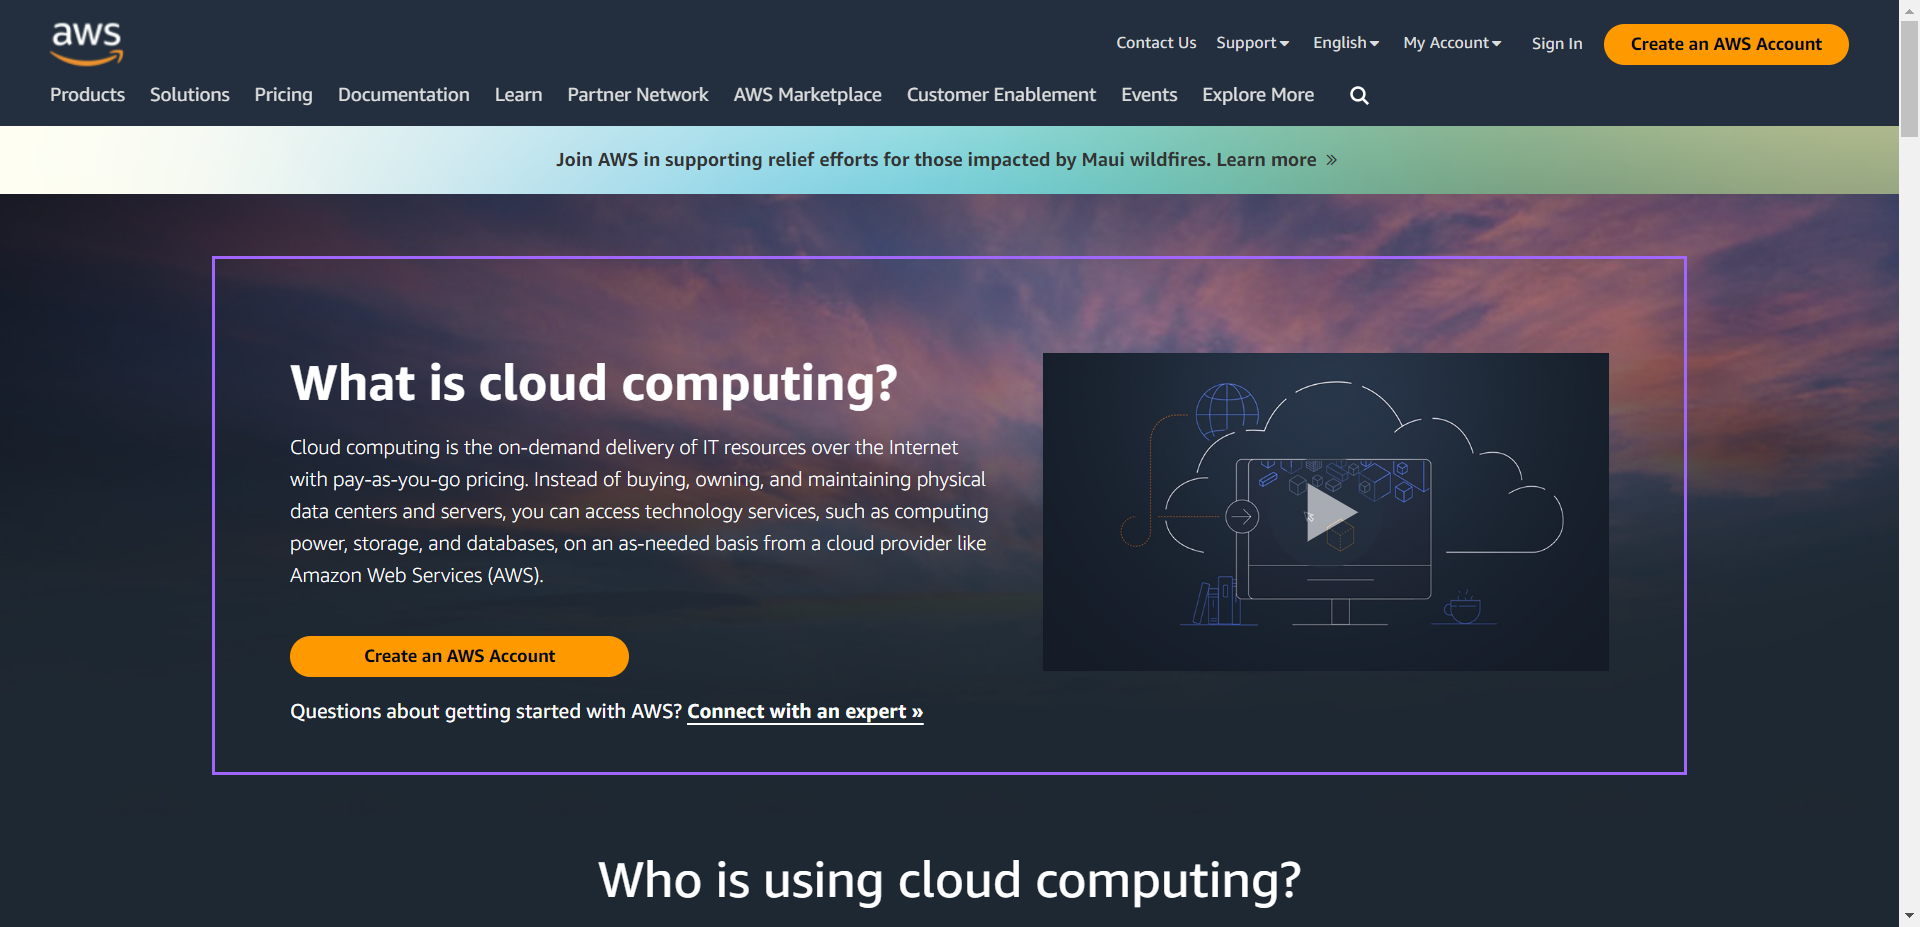 aws
Contact Us Support English My Account Sign In Create an AWS Account
Products Solutions Pricing Documentation Learn Partner Network AWS Marketplace Customer Enablement Events Explore More
Join AWS in supporting relief efforts for those impacted by Maui wildfires. Learn more »
What is cloud computing?
Cloud computing is the on-demand delivery of IT resources over the Internet
with pay-as-you-go pricing. Instead of buying, owning, and maintaining physical
data centers and servers, you can access technology services, such as computing
power, storage, and databases, on an as-needed basis from a cloud provider like
Amazon Web Services (AWS).
Create an AWS Account
Questions about getting started with AWS? Connect with an expert »
Who is using cloud computing?